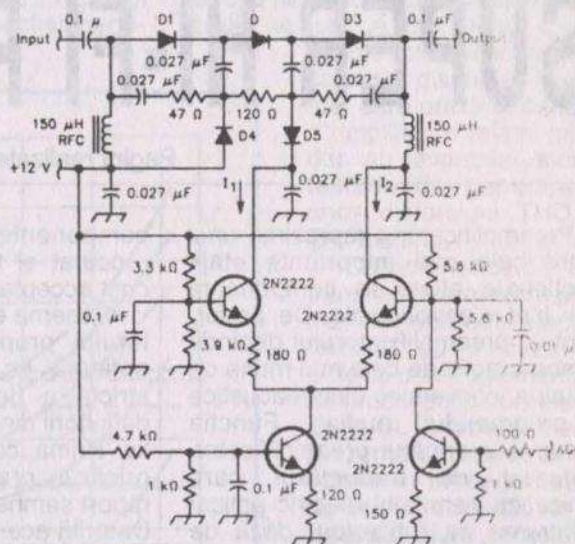 0.1 μ D1 D D3 0.1 μF
Input Output
0.027 μF 0.027 μF
0.027 μF 0.027 μF
47 Ω 120 Ω 47 Ω
150 μH
RFC
D4 D5
150 μH
RFC
+12 V
0.027 μF I1 0.027 μF I2 0.027 μF
3.3 kΩ 5.6 kΩ
2N2222
2N2222
0.1
μF
3.9 kΩ
180 Ω 180 Ω
0.01 μF
4.7 kΩ 2N2222 100 Ω
2N2222
1 kΩ
0.1
μF
120 Ω
150 Ω
1 kΩ